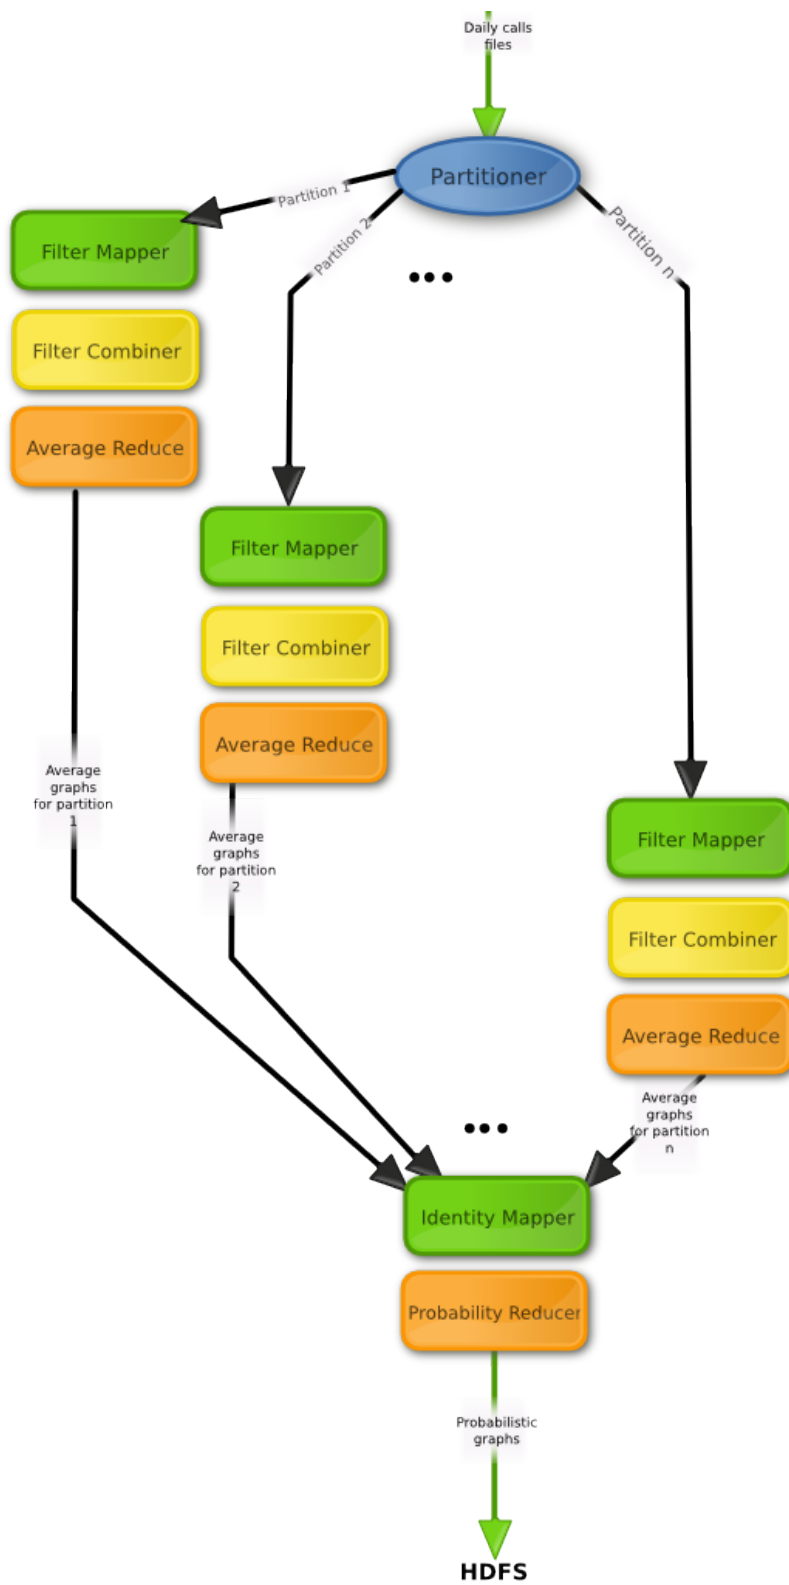 Daily calls
files
Partitioner
Partition 1
Partition 2
Partition n
Filter Mapper
Filter Combiner
Average Reduce
Filter Mapper
Filter Combiner
Average Reduce
Average
graphs
for partition
1
Average
graphs
for partition
2
Filter Mapper
Filter Combiner
Average Reduce
Average
graphs
for partition
n
Identity Mapper
Probability Reducer
Probabilistic
graphs
HDFS